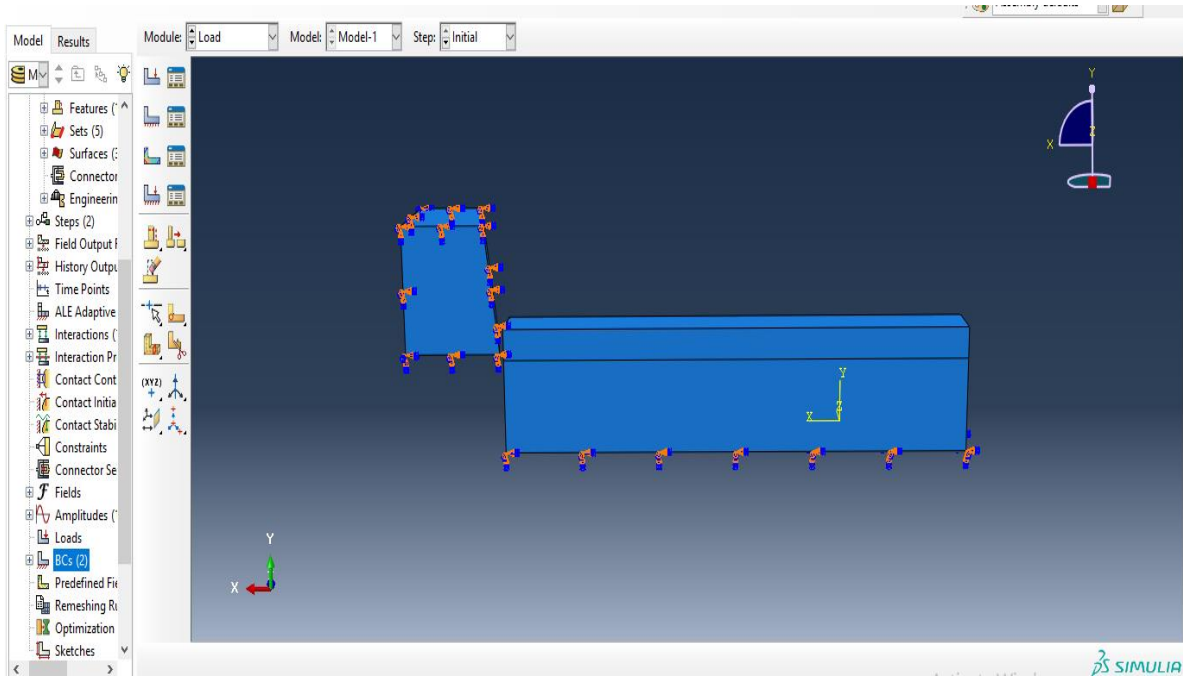 Model Results
Module: Load Model: Model-1 Step: Initial
M
Features (
Sets (5)
Surfaces (
Connector
Engineerin
Steps (2)
Field Output F
History Outpu
Time Points
ALE Adaptive
Interactions (
Interaction Pr
Contact Cont
Contact Initia
Contact Stabi
Constraints
Connector Se
Fields
Amplitudes (
Loads
BCs (2)
Predefined Fie
Remeshing Ru
Optimization
Sketches
(XYZ)
Y
X
Z
Y
X
Z
Y
X
SIMULIA